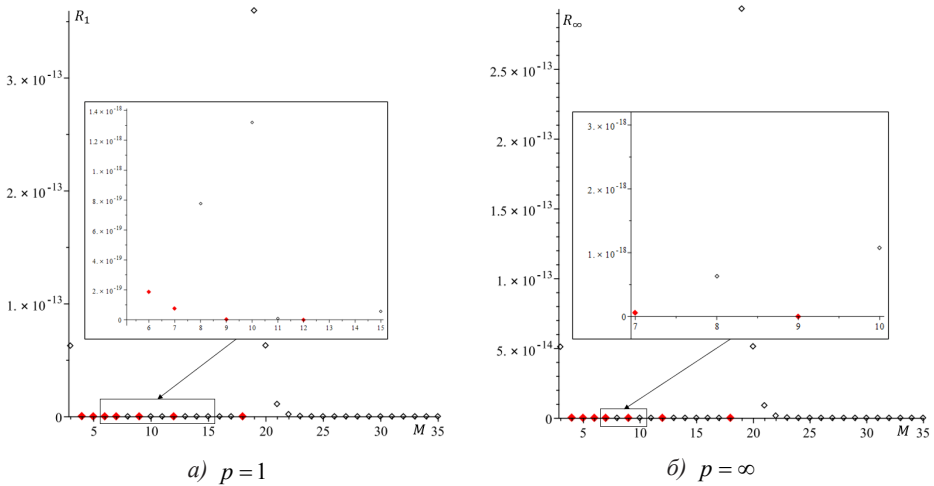 R₁
3. × 10⁻¹³
2. × 10⁻¹³
1. × 10⁻¹³
0
5 10 15 20 25 30 35
M
1.4 × 10⁻¹⁸
1.2 × 10⁻¹⁸
1. × 10⁻¹⁸
8. × 10⁻¹⁹
6. × 10⁻¹⁹
4. × 10⁻¹⁹
2. × 10⁻¹⁹
0
6 7 8 9 10 11 12 13 14 15
а) p = 1
R∞
2.5 × 10⁻¹³
2. × 10⁻¹³
1.5 × 10⁻¹³
1. × 10⁻¹³
5. × 10⁻¹⁴
0
5 10 15 20 25 30 35
M
3. × 10⁻¹⁸
2. × 10⁻¹⁸
1. × 10⁻¹⁸
0
7 8 9 10
б) p = ∞